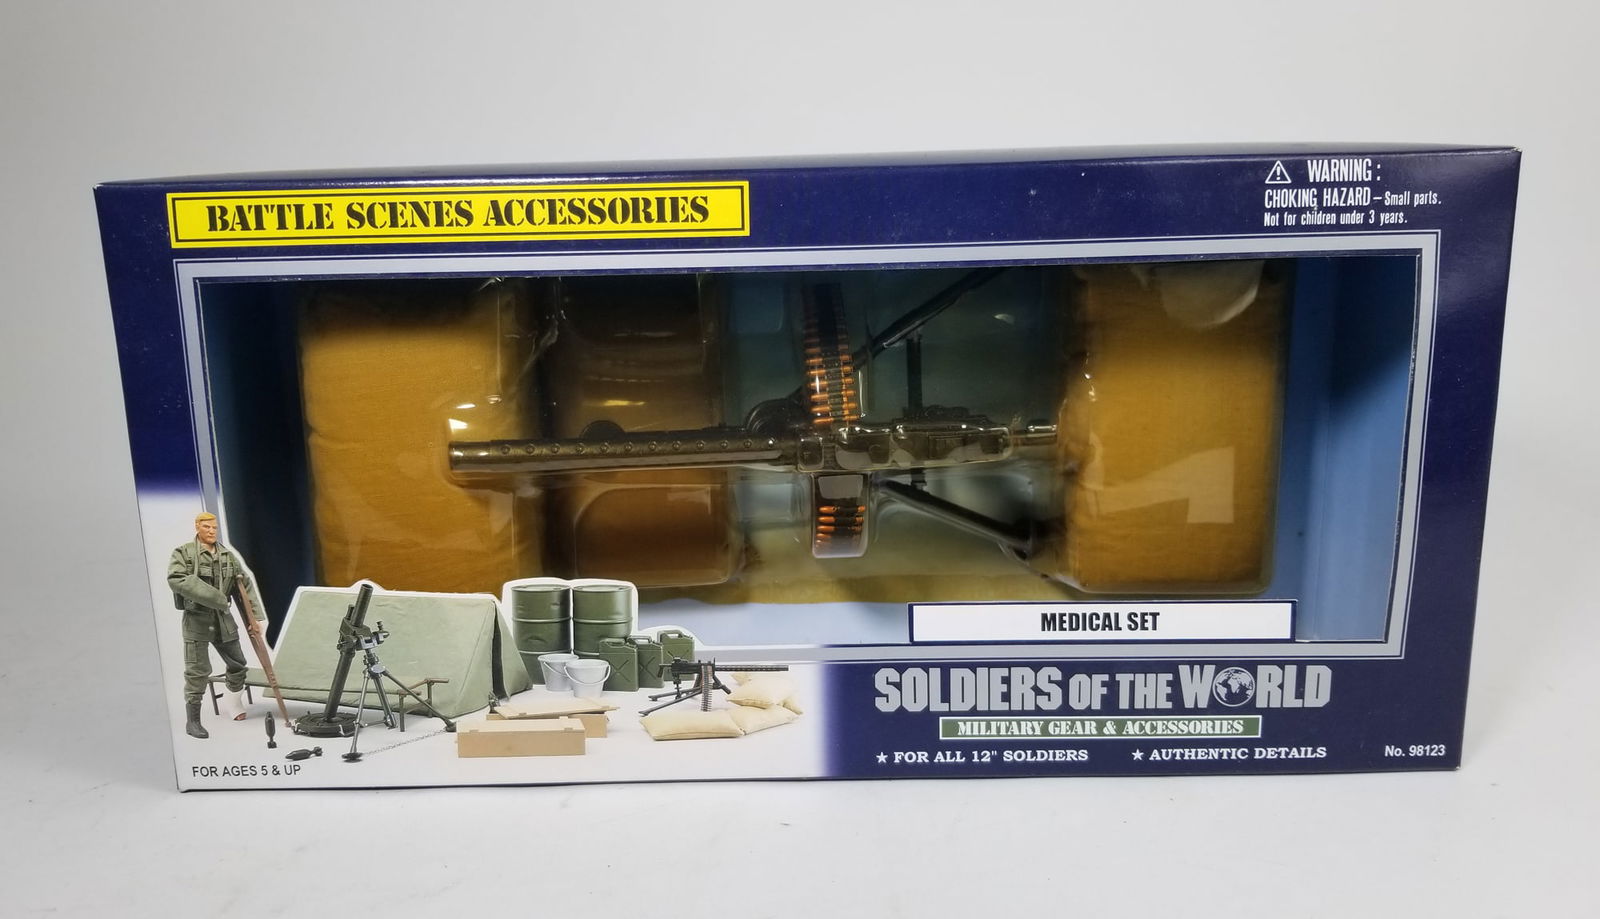 BATTLE SCENES ACCESSORIES
WARNING :
CHOKING HAZARD – Small parts.
Not for children under 3 years.
MEDICAL SET
SOLDIERS OF THE WORLD
MILITARY GEAR & ACCESSORIES
★ FOR ALL 12" SOLDIERS ★ AUTHENTIC DETAILS
No. 98123
FOR AGES 5 & UP